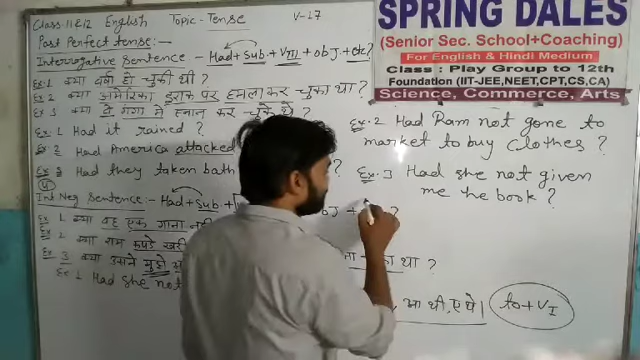 Class 11 & 12 English Topic-Tense V-27
Past Perfect tense:-
Interrogative Sentence - Had+Sub.+VIII+obJ+etc?
Ex.1 क्या वर्षा हो चुकी थी ?
Ex.2 क्या अमेरिका इराक पर हमला कर चुका था ?
Ex.3 क्या वे गंगा में स्नान कर चुके थे ?
Ex.1 Had it rained ?
Ex.2 Had America attacked
Ex.3 Had they taken bath ?
Int Neg Sentence - Had+Sub.+ obJ + ?
Ex 1. क्या वह एक गाना
Ex 2. क्या राम कपड़े खरी
Ex 3 क्या उसने मुझे था ?
Ex 1 Had she not
SPRING DALES
(Senior Sec. School+Coaching)
For English & Hindi Medium
Class : Play Group to 12th
Foundation (IIT-JEE,NEET,CPT,CS,CA)
Science, Commerce, Arts
Ex.2 Had Ram not gone to
market to buy clothes ?
Ex.3 Had she not given
me the book ?
था थी, ए थे।
to+VI